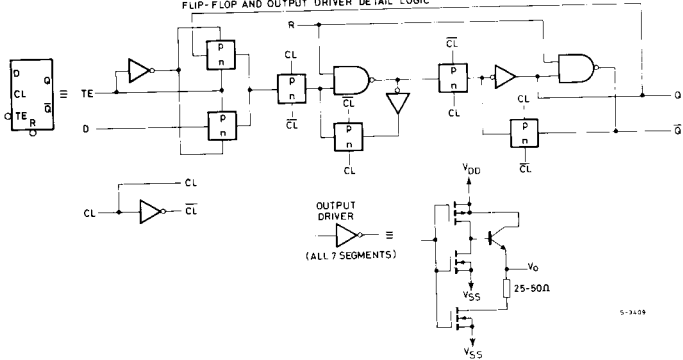 FLIP-FLOP AND OUTPUT DRIVER DETAIL LOGIC
R
D
Q
CL
Q̅
TE
R
≡
TE
D
P
n
P
n
CL
P
n
C̅L̅
C̅L̅
P
n
CL
C̅L̅
P
n
CL
CL
P
n
C̅L̅
Q
Q̅
CL
CL
C̅L̅
OUTPUT
DRIVER
≡
(ALL 7 SEGMENTS)
VDD
VO
VSS
25-50Ω
VSS
S-3409